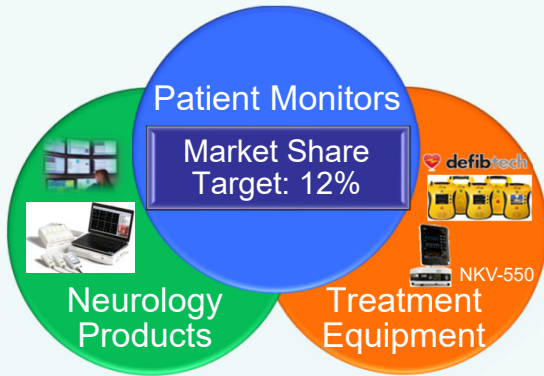 Patient Monitors
Market Share
Target: 12%
defibtech
NKV-550
Neurology
Products
Treatment
Equipment